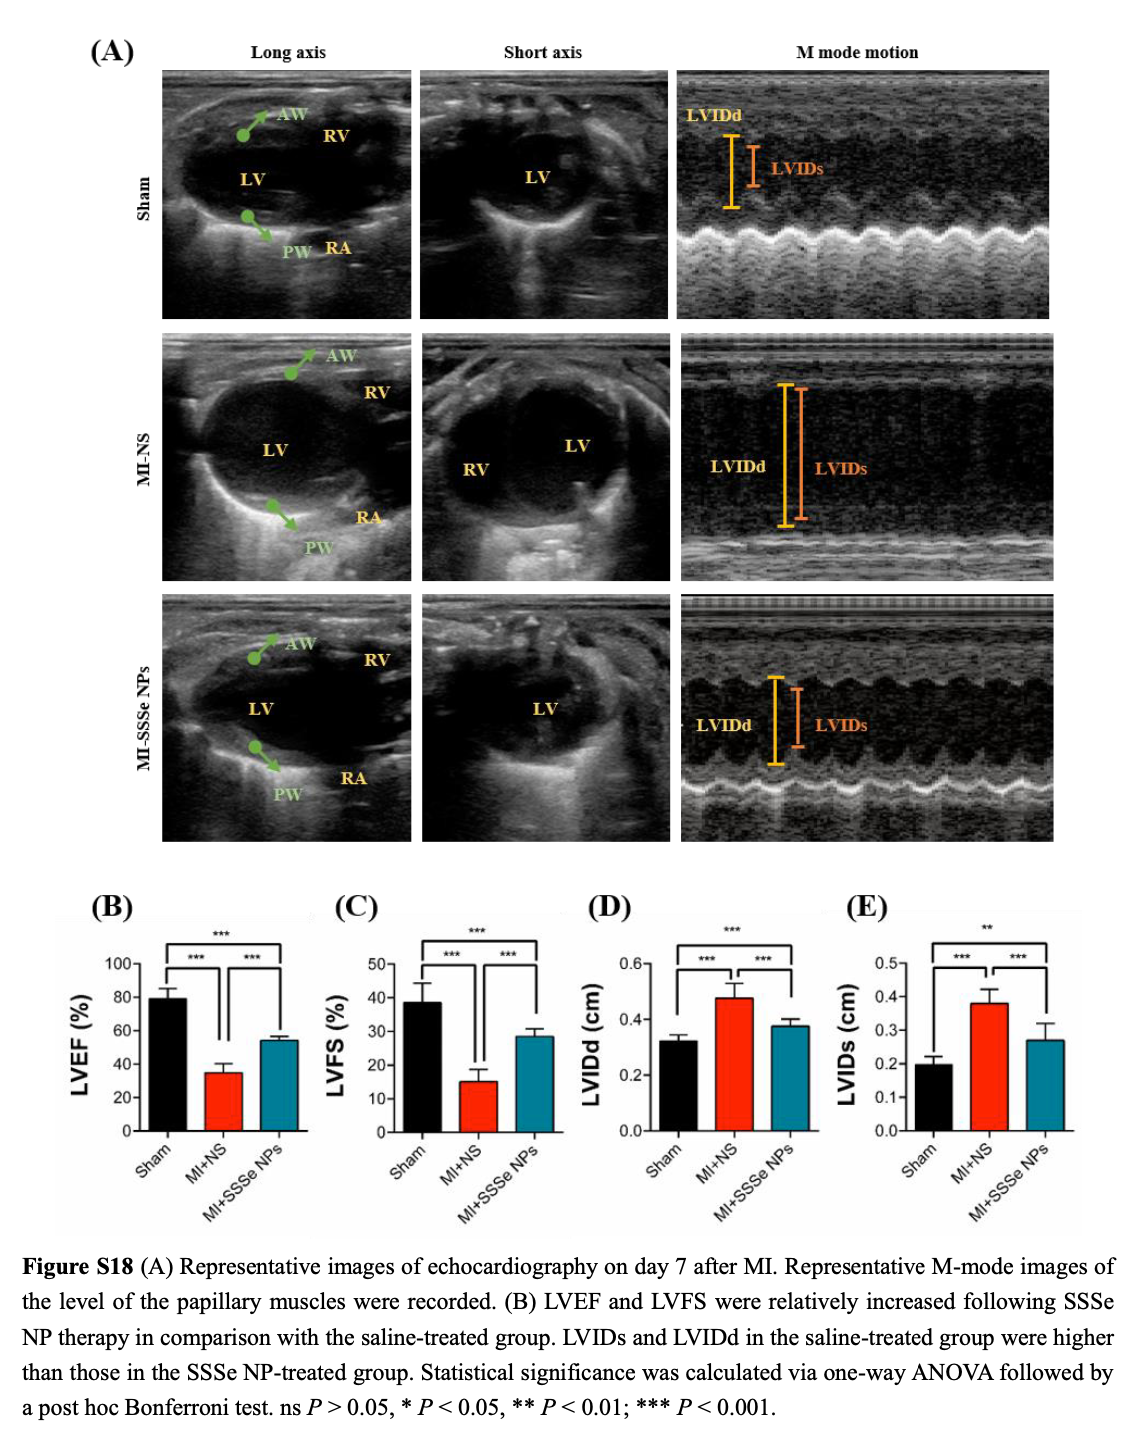 (A)
Long axis
Short axis
M mode motion
Sham
AW
RV
LV
PW
RA
LV
LVIDd
LVIDs
MI-NS
AW
RV
LV
RA
PW
RV
LV
LVIDd
LVIDs
MI-SSSe NPs
AW
RV
LV
RA
PW
LV
LVIDd
LVIDs
(B)
LVEF (%)
100
80
60
40
20
0
***
***
***
Sham
MI+NS
MI+SSSe NPs
(C)
LVFS (%)
50
40
30
20
10
0
***
***
***
Sham
MI+NS
MI+SSSe NPs
(D)
LVIDd (cm)
0.6
0.4
0.2
0.0
***
***
***
Sham
MI+NS
MI+SSSe NPs
(E)
LVIDs (cm)
0.5
0.4
0.3
0.2
0.1
0.0
**
***
***
Sham
MI+NS
MI+SSSe NPs
Figure S18 (A) Representative images of echocardiography on day 7 after MI. Representative M-mode images of
the level of the papillary muscles were recorded. (B) LVEF and LVFS were relatively increased following SSSe
NP therapy in comparison with the saline-treated group. LVIDs and LVIDd in the saline-treated group were higher
than those in the SSSe NP-treated group. Statistical significance was calculated via one-way ANOVA followed by
a post hoc Bonferroni test. ns P > 0.05, * P < 0.05, ** P < 0.01; *** P < 0.001.